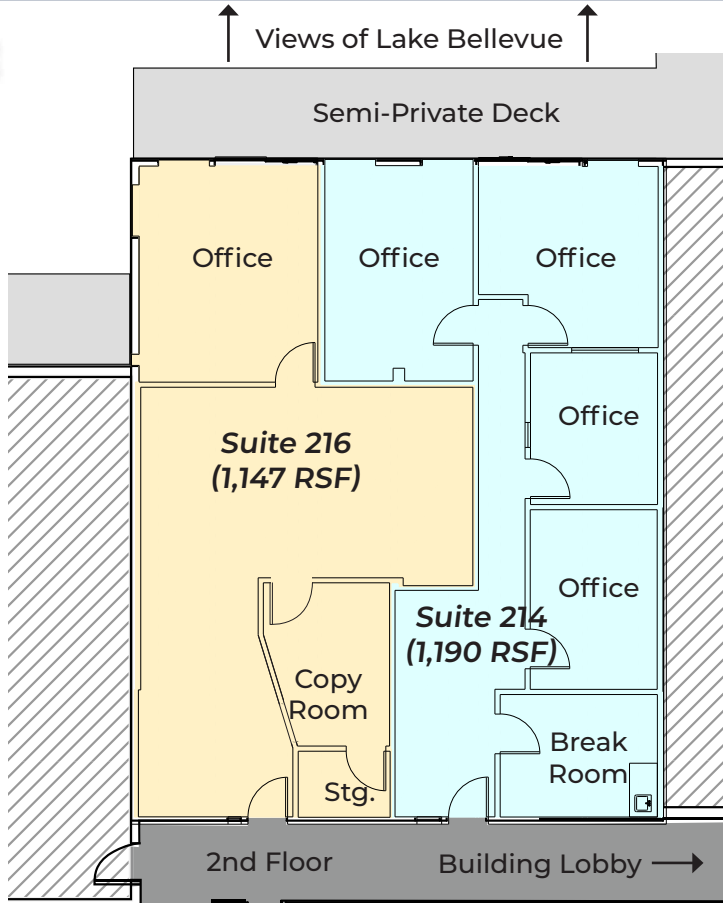 Views of Lake Bellevue
Semi-Private Deck
Office
Office
Office
Office
Suite 216
(1,147 RSF)
Office
Suite 214
(1,190 RSF)
Copy
Room
Break
Room
Stg.
2nd Floor
Building Lobby